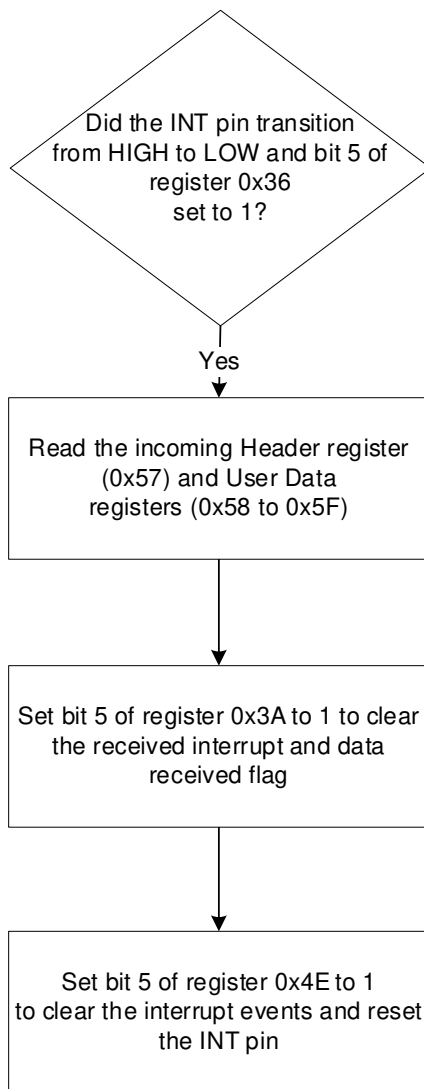 Did the INT pin transition
from HIGH to LOW and bit 5 of
register 0x36
set to 1?
Yes
Read the incoming Header register
(0x57) and User Data
registers (0x58 to 0x5F)
Set bit 5 of register 0x3A to 1 to clear
the received interrupt and data
received flag
Set bit 5 of register 0x4E to 1
to clear the interrupt events and reset
the INT pin